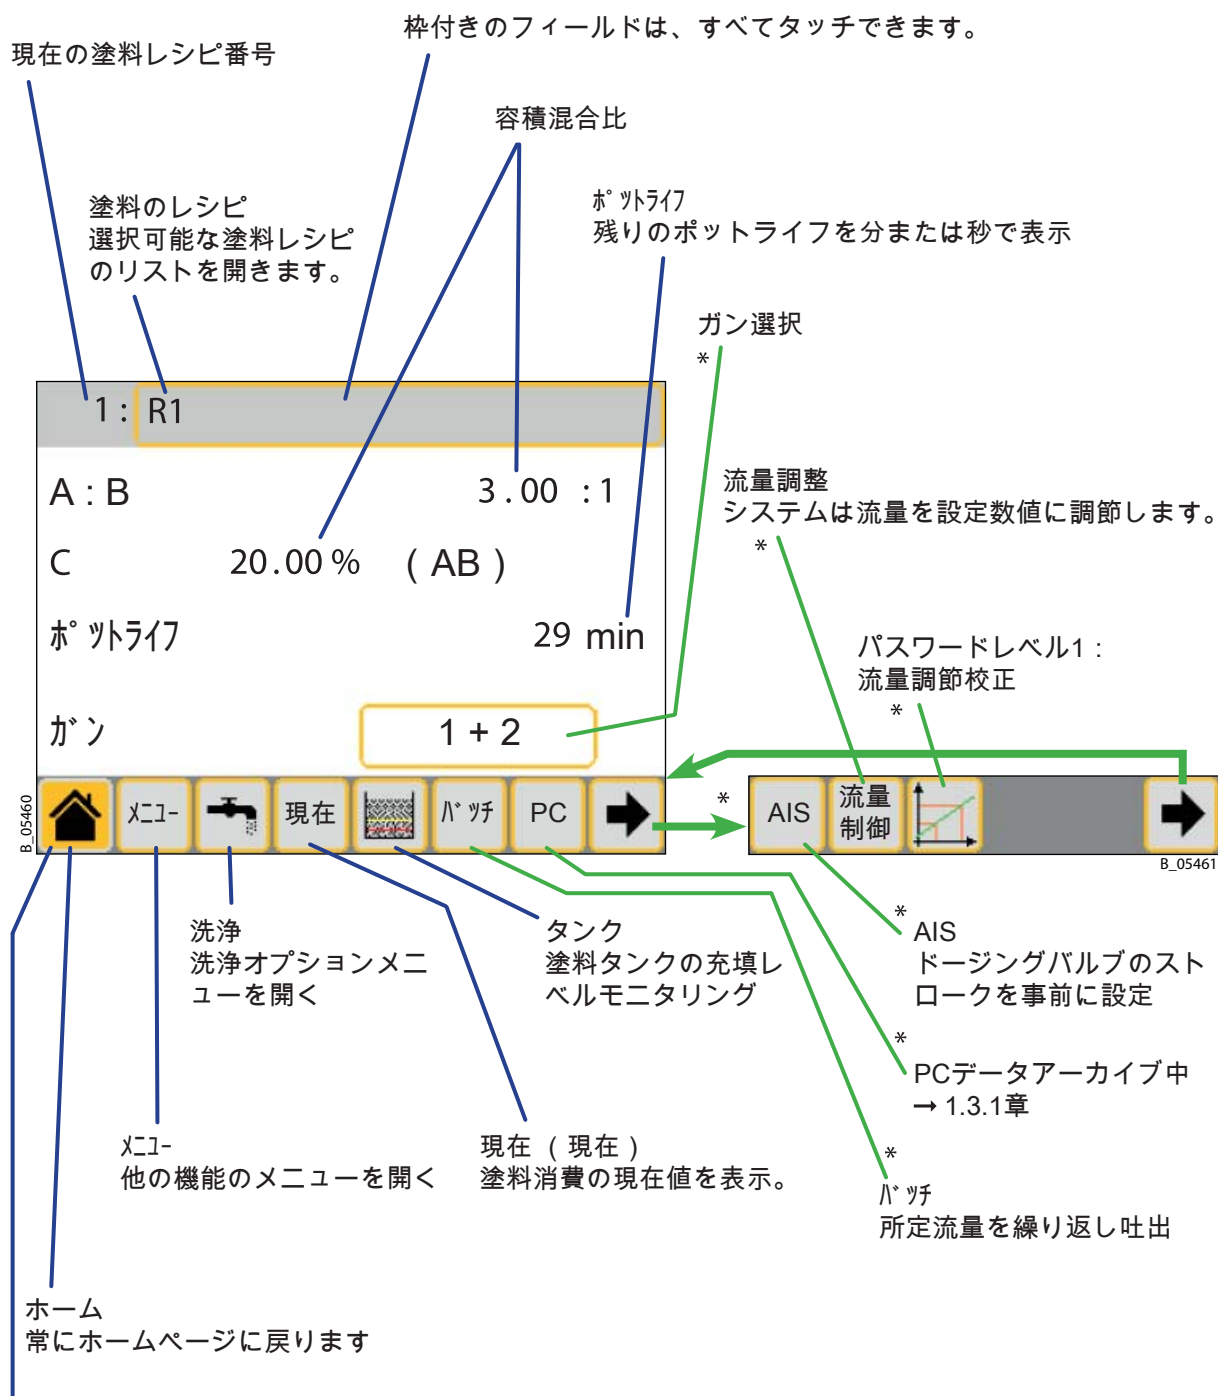 枠付きのフィールドは、すべてタッチできます。
現在の塗料レシピ番号
容積混合比
塗料のレシピ
選択可能な塗料レシピ
のリストを開きます。
ﾎﾟｯﾄﾗｲﾌ
残りのポットライフを分または秒で表示
ガン選択
*
1 : R1
A : B 3.00 : 1
流量調整
システムは流量を設定数値に調節します。
*
C 20.00 % ( AB )
ﾎﾟｯﾄﾗｲﾌ 29 min
パスワードレベル1 :
流量調節校正
*
ｶﾞﾝ 1 + 2
B_05460
ﾒﾆｭｰ 現在 ﾊﾞｯﾁ PC
*
AIS 流量
制御
B_05461
洗浄
洗浄オプションメニ
ューを開く
タンク
塗料タンクの充填レ
ベルモニタリング
*
AIS
ドージングバルブのスト
ロークを事前に設定
*
PCデータアーカイブ中
→ 1.3.1章
ﾒﾆｭｰ
他の機能のメニューを開く
現在 ( 現在 )
塗料消費の現在値を表示。
*
ﾊﾞｯﾁ
所定流量を繰り返し吐出
ホーム
常にホームページに戻ります